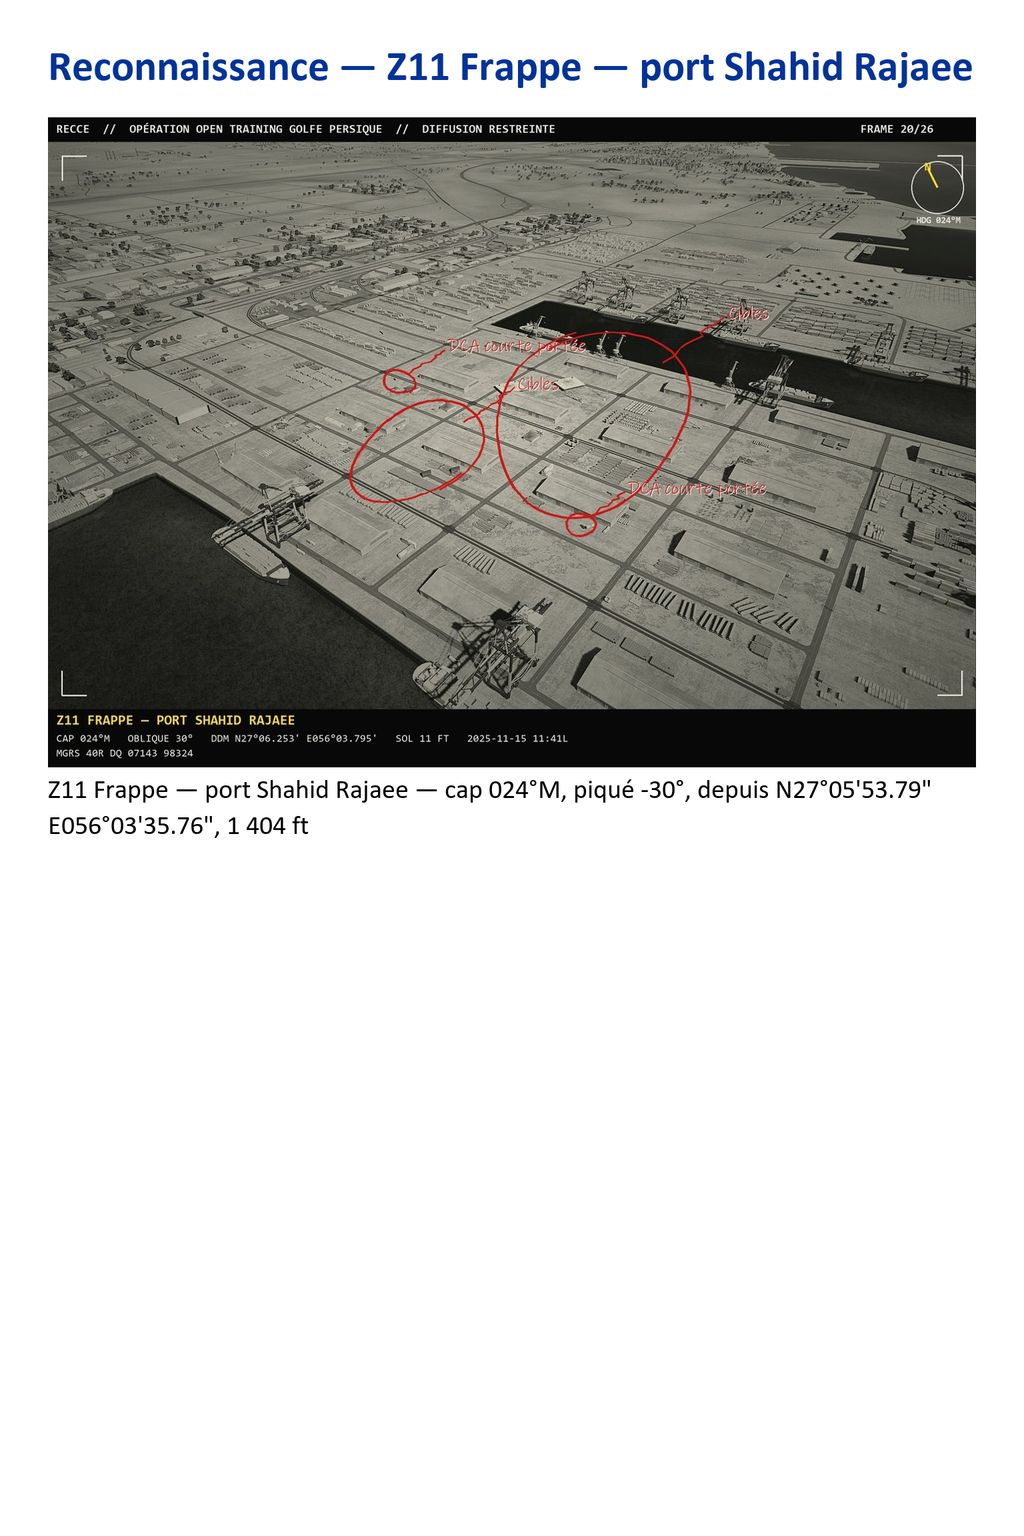 Reconnaissance — Z11 Frappe — port Shahid Rajaee
RECCE // OPÉRATION OPEN TRAINING GOLFE PERSIQUE // DIFFUSION RESTREINTE FRAME 20/26
N
HDG 024°M
Cibles
DCA courte portée
Cibles
DCA courte portée
Z11 FRAPPE — PORT SHAHID RAJAEE
CAP 024°M OBLIQUE 30° DDM N27°06.253' E056°03.795' SOL 11 FT 2025-11-15 11:41L
MGRS 40R DQ 07143 98324
Z11 Frappe — port Shahid Rajaee — cap 024°M, piqué -30°, depuis N27°05'53.79"
E056°03'35.76", 1 404 ft